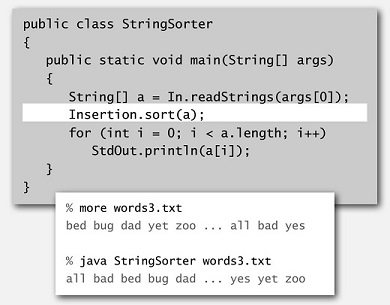 public class StringSorter
{
public static void main(String[] args)
{
String[] a = In.readStrings(args[0]);
Insertion.sort(a);
for (int i = 0; i < a.length; i++)
StdOut.println(a[i]);
}
}
% more words3.txt
bed bug dad yet zoo ... all bad yes
% java StringSorter words3.txt
all bad bed bug dad ... yes yet zoo